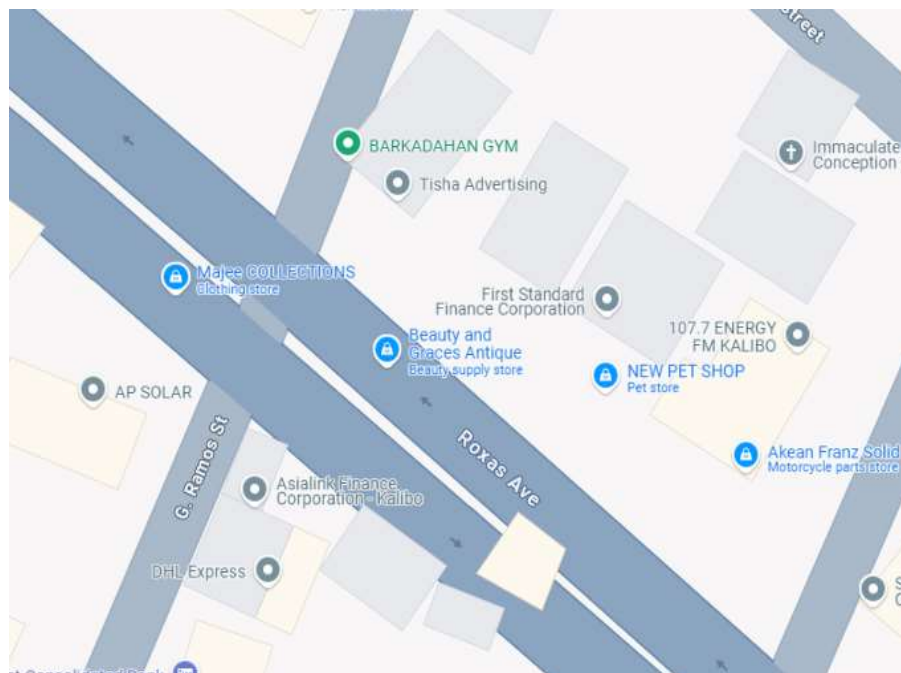 Street
BARKADAHAN GYM
Immaculate
Conception
Tisha Advertising
Majee COLLECTIONS
Clothing store
First Standard
Finance Corporation
107.7 ENERGY
FM KALIBO
Beauty and
Graces Antique
Beauty supply store
NEW PET SHOP
Pet store
AP SOLAR
G. Ramos St
Roxas Ave
Akean Franz Solid
Motorcycle parts store
Asialink Finance
Corporation - Kalibo
DHL Express